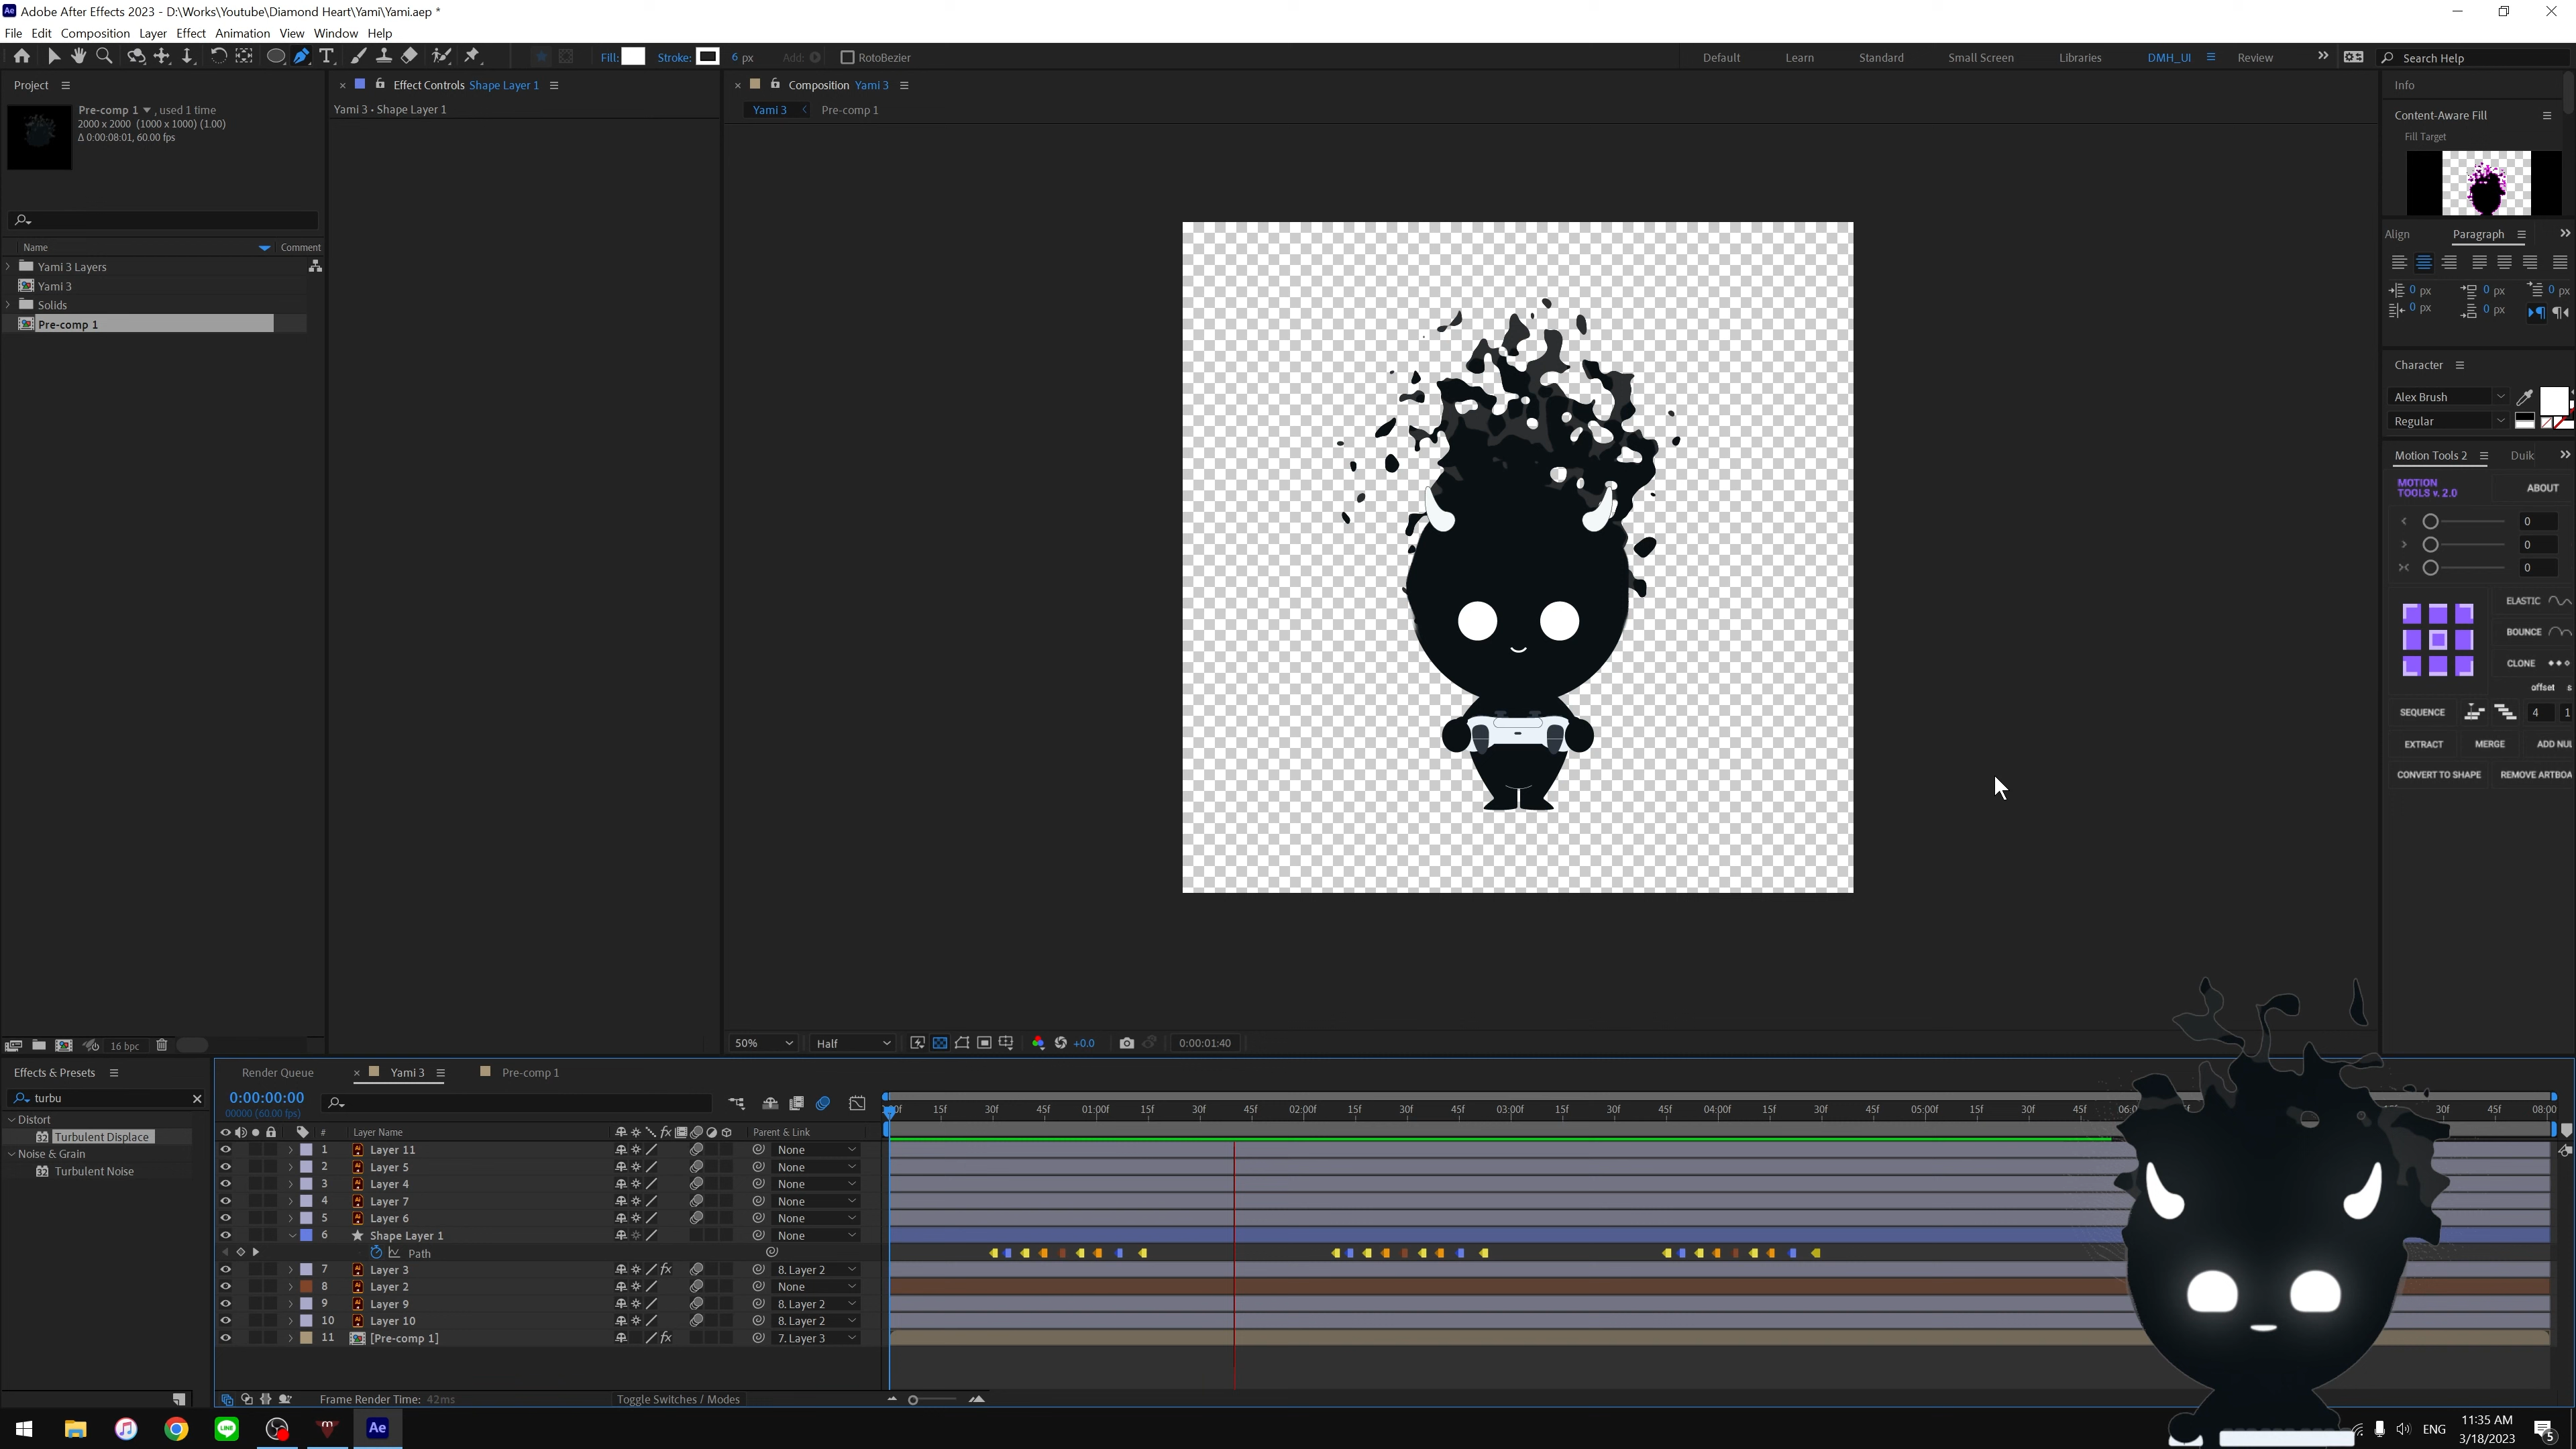 Adobe After Effects 2023 - D:\Works\Youtube\Diamond Heart\Yami\Yami.aep *
File Edit Composition Layer Effect Animation View Window Help
Fill: Stroke: 6 px Add: RotoBezier Default Learn Standard Small Screen Libraries DMH_UI Review Search Help
Project
Pre-comp 1 , used 1 time
2000 x 2000 (1000 x 1000) (1.00)
Δ 0:00:08:01, 60.00 fps
Name Comment
Yami 3 Layers
Yami 3
Solids
Pre-comp 1
16 bpc
Effect Controls Shape Layer 1
Yami 3 • Shape Layer 1
Composition Yami 3
Yami 3 Pre-comp 1
50% Half +0.0 0:00:01:40
Info
Content-Aware Fill
Fill Target
Align Paragraph
0 px 0 px 0 px
0 px 0 px
Character
Alex Brush
Regular
Motion Tools 2 Duik
MOTION TOOLS v. 2.0 ABOUT
0
0
0
ELASTIC
BOUNCE
CLONE
offset
SEQUENCE 4 1
EXTRACT MERGE ADD NUL
CONVERT TO SHAPE REMOVE ARTBOA
Effects & Presets
turbu
Distort
Turbulent Displace
Noise & Grain
Turbulent Noise
Render Queue Yami 3 Pre-comp 1
0:00:00:00
00000 (60.00 fps)
15f 30f 45f 01:00f 15f 30f 45f 02:00f 15f 30f 45f 03:00f 15f 30f 45f 04:00f 15f 30f 45f 05:00f 15f 30f 45f 30f 45f 08:00
# Layer Name Parent & Link
1 Layer 11 None
2 Layer 5 None
3 Layer 4 None
4 Layer 7 None
5 Layer 6 None
6 Shape Layer 1 None
Path
7 Layer 3 8. Layer 2
8 Layer 2 None
9 Layer 9 8. Layer 2
10 Layer 10 8. Layer 2
11 [Pre-comp 1] 7. Layer 3
Frame Render Time: 42ms Toggle Switches / Modes
LINE Ae ENG 11:35 AM
3/18/2023 5